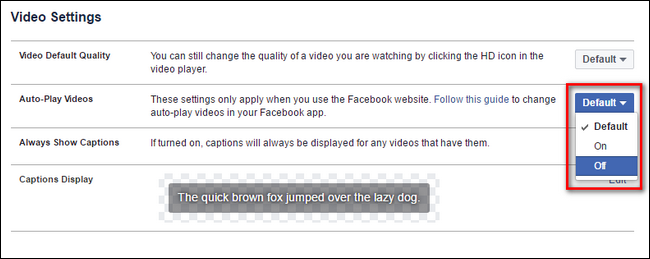 Video Settings
Video Default Quality
You can still change the quality of a video you are watching by clicking the HD icon in the
video player.
Default
Auto-Play Videos
These settings only apply when you use the Facebook website. Follow this guide to change
auto-play videos in your Facebook app.
Default
Default
On
Off
Always Show Captions
If turned on, captions will always be displayed for any videos that have them.
Captions Display
The quick brown fox jumped over the lazy dog.
Edit